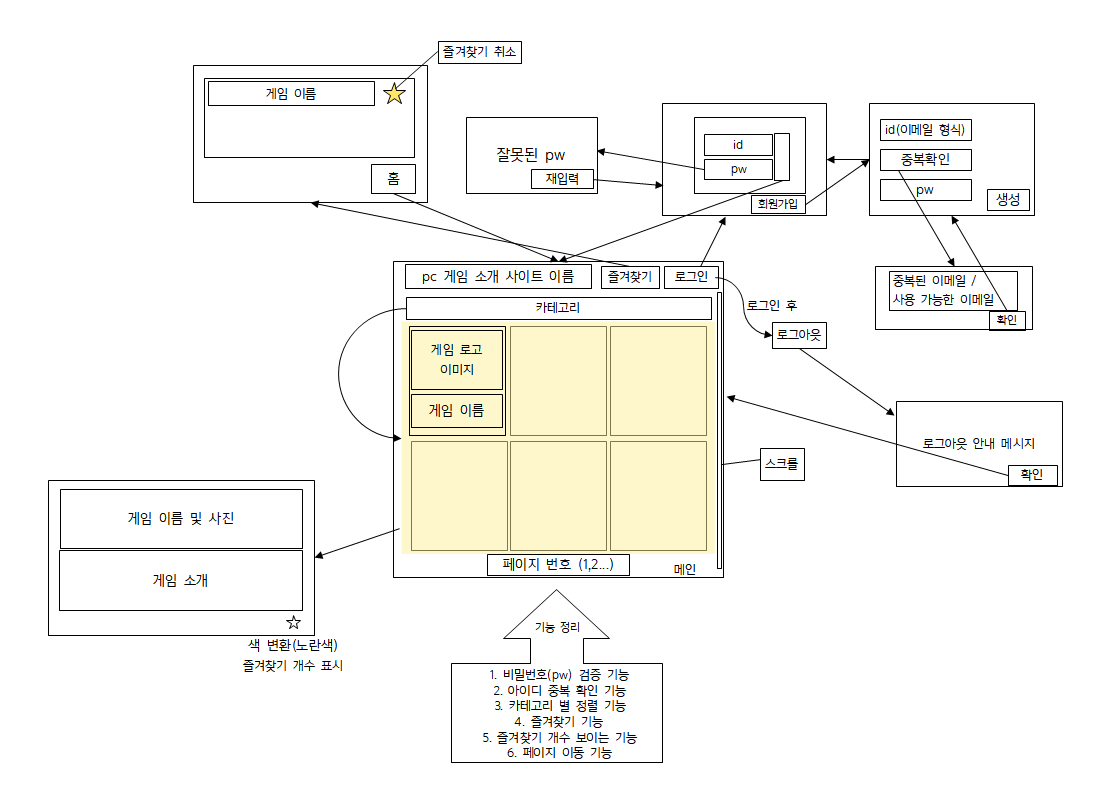 즐겨찾기 취소
게임 이름
홈
잘못된 pw
재입력
id
pw
회원가입
id(이메일 형식)
중복확인
pw
생성
중복된 이메일 /
사용 가능한 이메일
확인
pc 게임 소개 사이트 이름
즐겨찾기
로그인
카테고리
로그인 후
로그아웃
게임 로고
이미지
게임 이름
로그아웃 안내 메시지
확인
스크롤
게임 이름 및 사진
게임 소개
색 변환(노란색)
즐겨찾기 개수 표시
페이지 번호 (1,2...)
메인
기능 정리
1. 비밀번호(pw) 검증 기능
2. 아이디 중복 확인 기능
3. 카테고리 별 정렬 기능
4. 즐겨찾기 기능
5. 즐겨찾기 개수 보이는 기능
6. 페이지 이동 기능